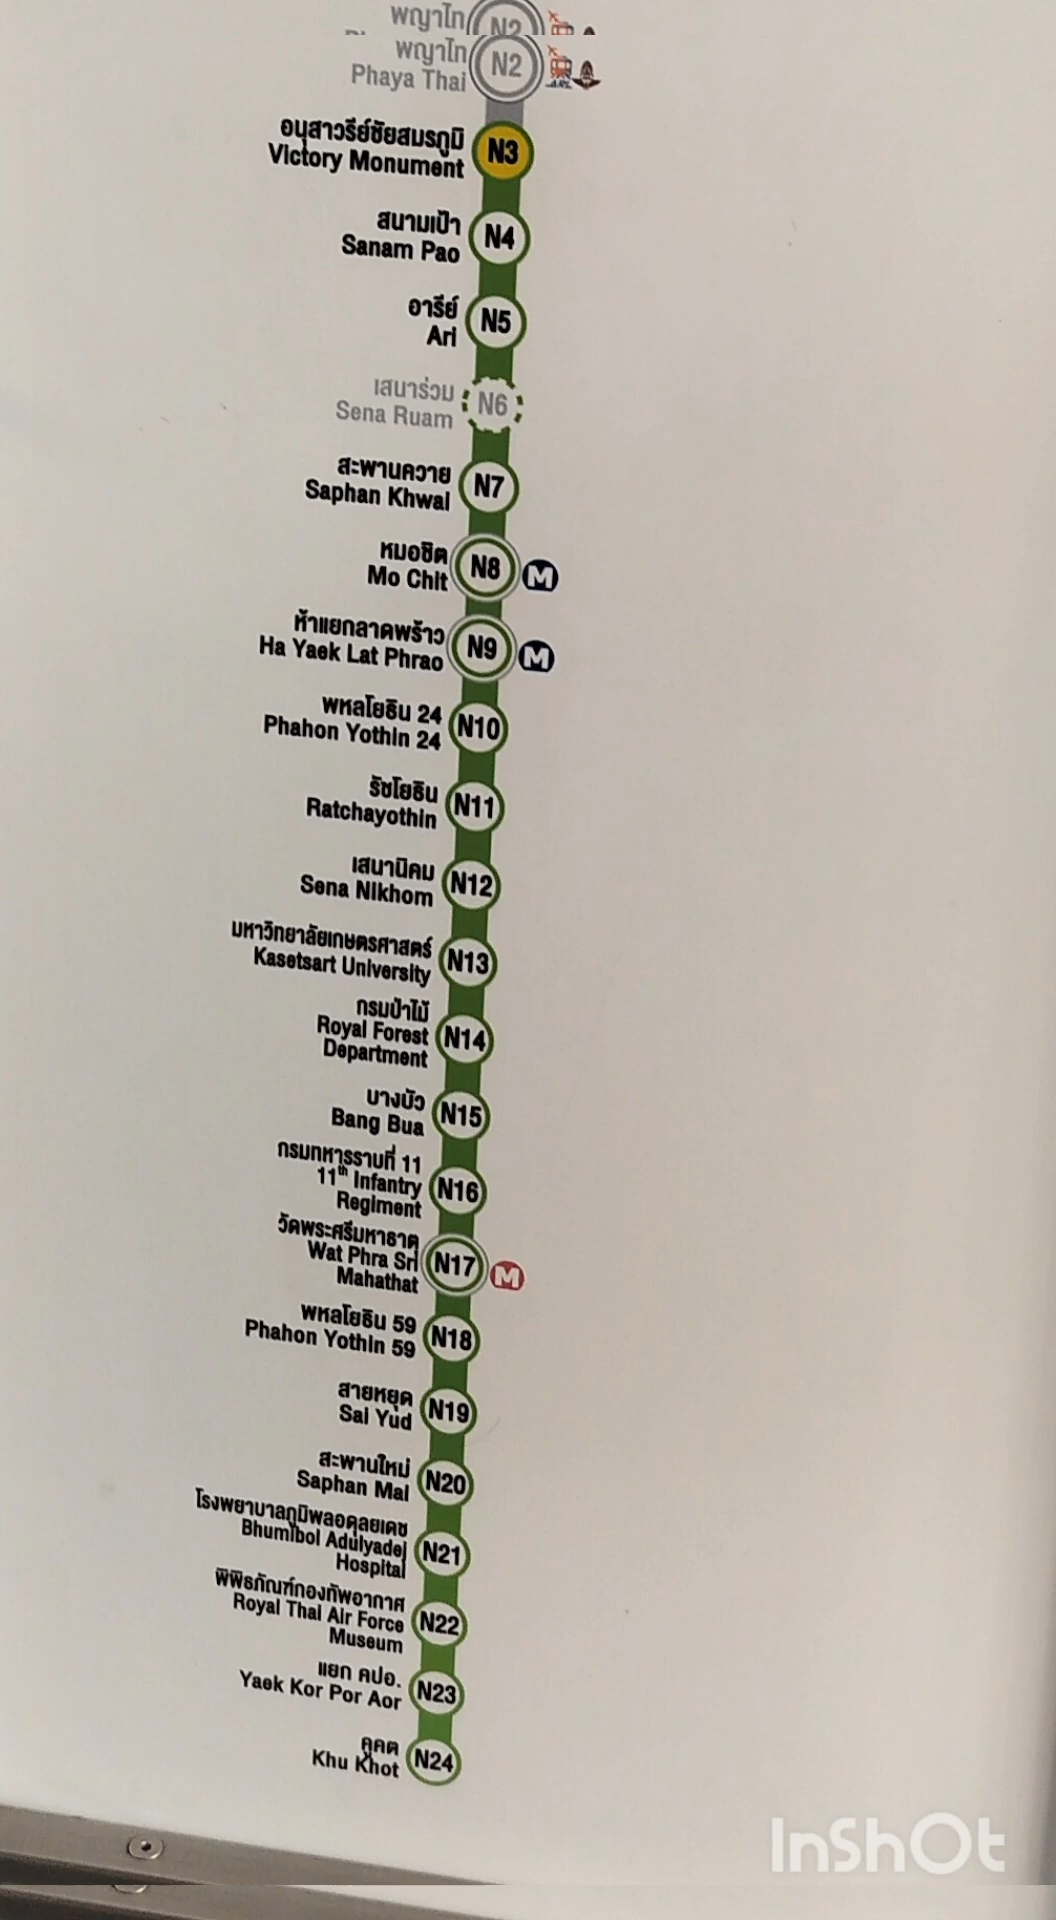 พญาไท
N2
พญาไท
Phaya Thai
N2
ARL
อนุสาวรีย์ชัยสมรภูมิ
Victory Monument
N3
สนามเป้า
Sanam Pao
N4
อารีย์
Ari
N5
เสนาร่วม
Sena Ruam
N6
สะพานควาย
Saphan Khwai
N7
หมอชิต
Mo Chit
N8
M
ห้าแยกลาดพร้าว
Ha Yaek Lat Phrao
N9
M
พหลโยธิน 24
Phahon Yothin 24
N10
รัชโยธิน
Ratchayothin
N11
เสนานิคม
Sena Nikhom
N12
มหาวิทยาลัยเกษตรศาสตร์
Kasetsart University
N13
กรมป่าไม้
Royal Forest
Department
N14
บางบัว
Bang Bua
N15
กรมทหารราบที่ 11
11th Infantry
Regiment
N16
วัดพระศรีมหาธาตุ
Wat Phra Sri
Mahathat
N17
M
พหลโยธิน 59
Phahon Yothin 59
N18
สายหยุด
Sai Yud
N19
สะพานใหม่
Saphan Mai
N20
โรงพยาบาลภูมิพลอดุลยเดช
Bhumibol Adulyadej
Hospital
N21
พิพิธภัณฑ์กองทัพอากาศ
Royal Thai Air Force
Museum
N22
แยก คปอ.
Yaek Kor Por Aor
N23
คูคต
Khu Khot
N24
InShOt